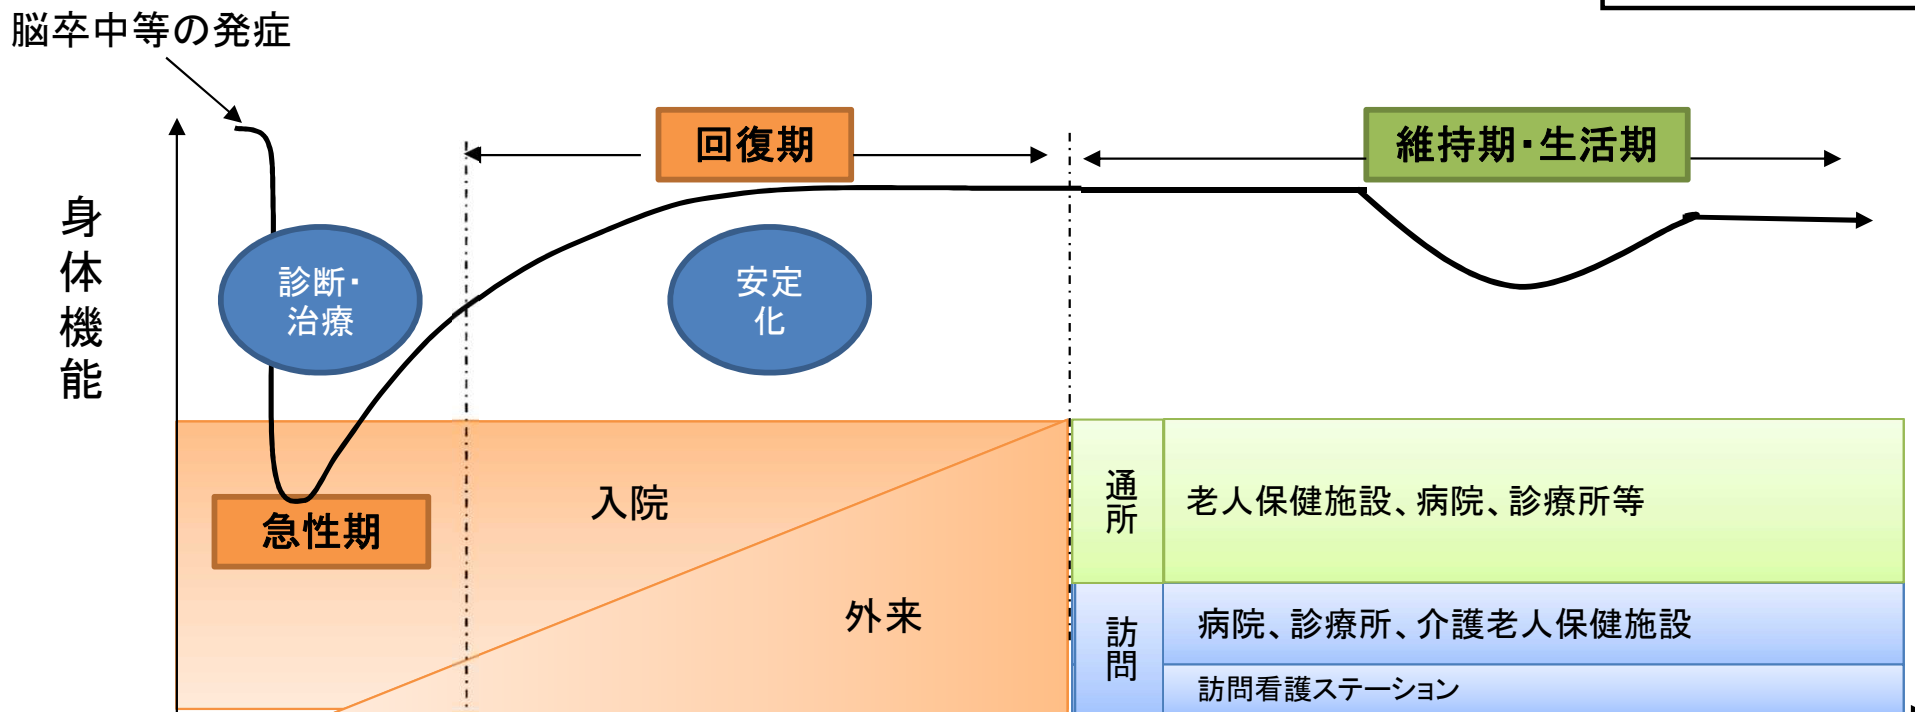 脳卒中等の発症
回復期
維持期・生活期
身体機能
診断・
治療
安定
化
急性期
入院
外来
通所
老人保健施設、病院、診療所等
訪問
病院、診療所、介護老人保健施設
訪問看護ステーション